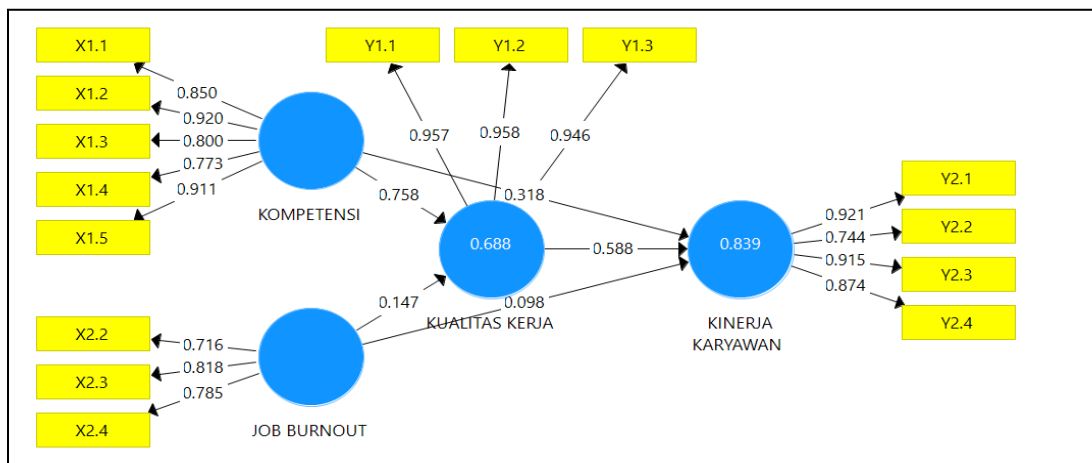 X1.1
X1.2
X1.3
X1.4
X1.5
0.850
0.920
0.800
0.773
0.911
KOMPETENSI
Y1.1
Y1.2
Y1.3
0.957
0.958
0.946
0.758
0.318
0.688
KUALITAS KERJA
0.588
0.147
0.098
0.839
KINERJA
KARYAWAN
0.921
0.744
0.915
0.874
Y2.1
Y2.2
Y2.3
Y2.4
X2.2
X2.3
X2.4
0.716
0.818
0.785
JOB BURNOUT